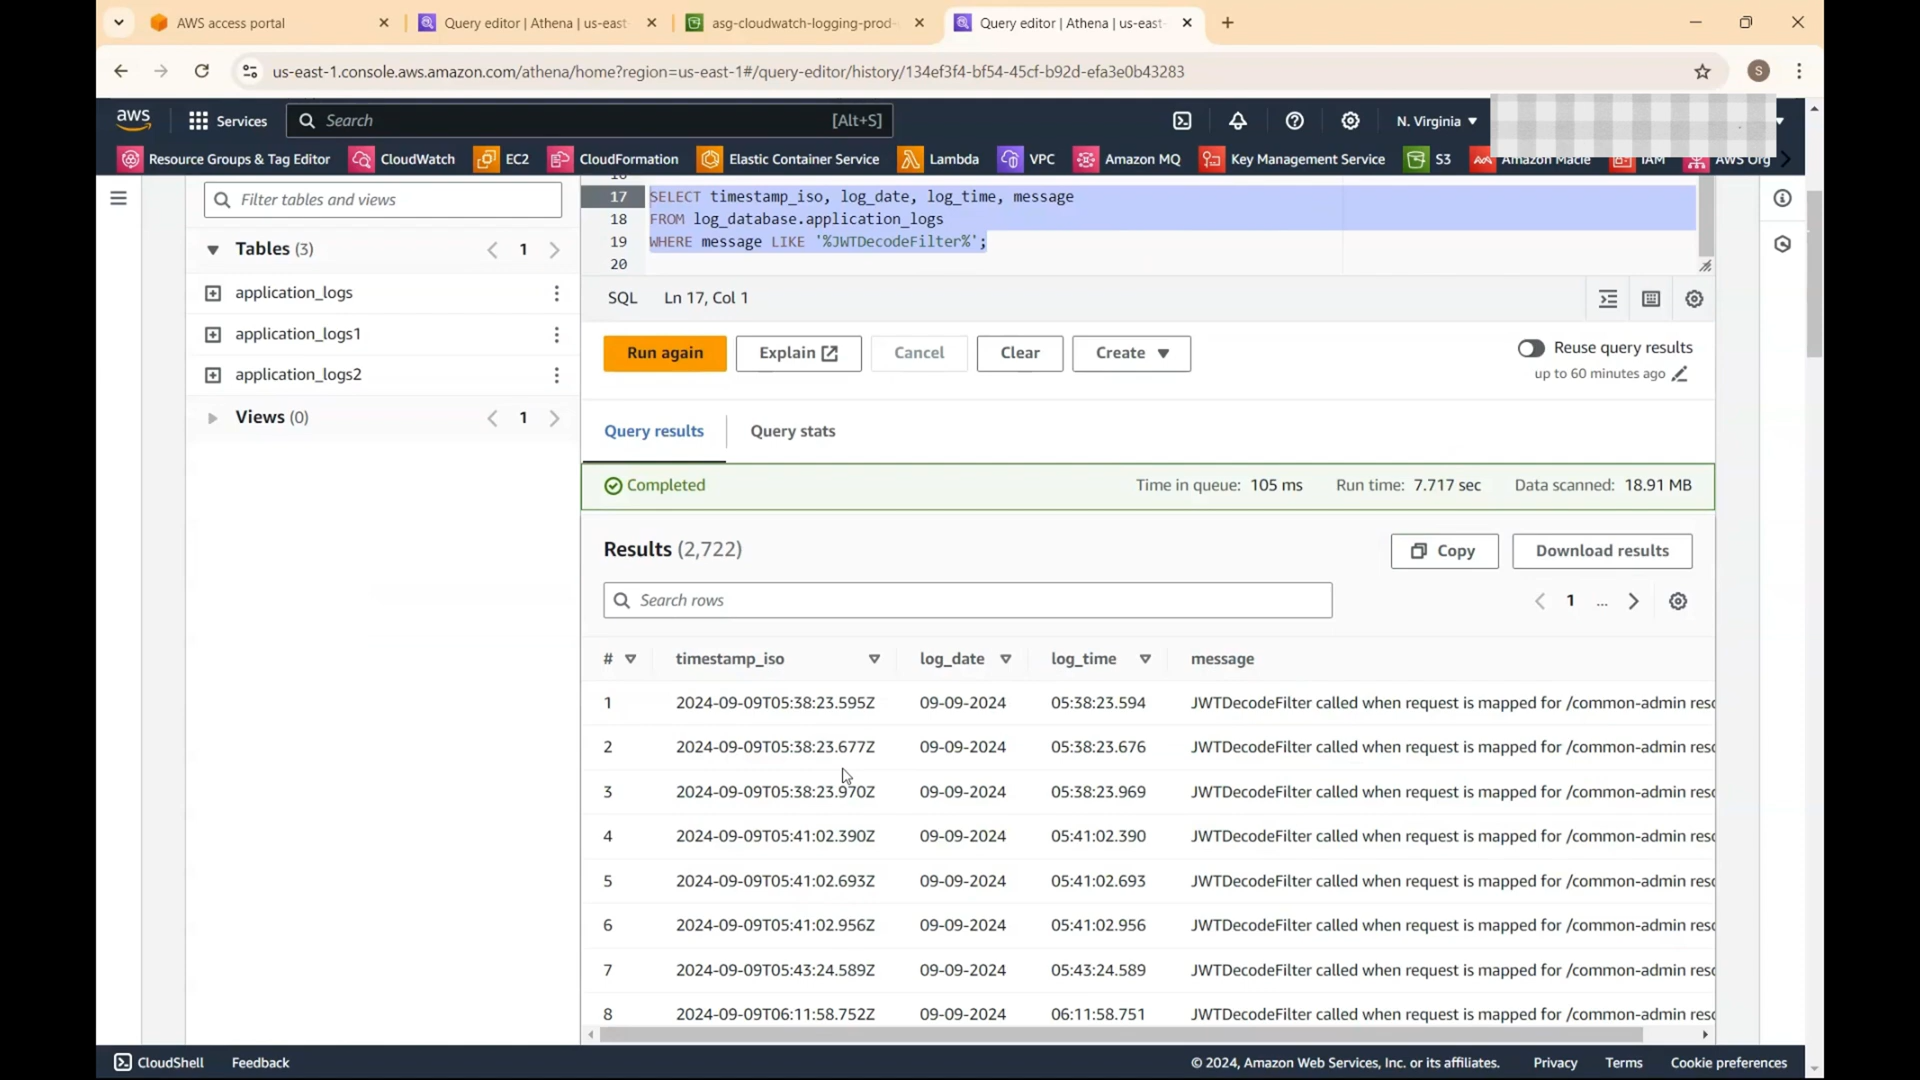 AWS access portal
Query editor | Athena | us-east-
asg-cloudwatch-logging-prod-
Query editor | Athena | us-east-
us-east-1.console.aws.amazon.com/athena/home?region=us-east-1#/query-editor/history/134ef3f4-bf54-45cf-b92d-efa3e0b43283
S
aws
Services
Search
[Alt+S]
N. Virginia
Resource Groups & Tag Editor
CloudWatch
EC2
CloudFormation
Elastic Container Service
Lambda
VPC
Amazon MQ
Key Management Service
S3
Amazon Macie
IAM
AWS Org
Filter tables and views
Tables (3)
1
application_logs
application_logs1
application_logs2
Views (0)
1
16
17 SELECT timestamp_iso, log_date, log_time, message
18 FROM log_database.application_logs
19 WHERE message LIKE '%JWTDecodeFilter%';
20
SQL Ln 17, Col 1
Run again
Explain
Cancel
Clear
Create
Reuse query results
up to 60 minutes ago
Query results
Query stats
Completed
Time in queue: 105 ms Run time: 7.717 sec Data scanned: 18.91 MB
Results (2,722)
Copy
Download results
Search rows
1 ...
# timestamp_iso log_date log_time message
1 2024-09-09T05:38:23.595Z 09-09-2024 05:38:23.594 JWTDecodeFilter called when request is mapped for /common-admin reso
2 2024-09-09T05:38:23.677Z 09-09-2024 05:38:23.676 JWTDecodeFilter called when request is mapped for /common-admin reso
3 2024-09-09T05:38:23.970Z 09-09-2024 05:38:23.969 JWTDecodeFilter called when request is mapped for /common-admin reso
4 2024-09-09T05:41:02.390Z 09-09-2024 05:41:02.390 JWTDecodeFilter called when request is mapped for /common-admin reso
5 2024-09-09T05:41:02.693Z 09-09-2024 05:41:02.693 JWTDecodeFilter called when request is mapped for /common-admin reso
6 2024-09-09T05:41:02.956Z 09-09-2024 05:41:02.956 JWTDecodeFilter called when request is mapped for /common-admin reso
7 2024-09-09T05:43:24.589Z 09-09-2024 05:43:24.589 JWTDecodeFilter called when request is mapped for /common-admin reso
8 2024-09-09T06:11:58.752Z 09-09-2024 06:11:58.751 JWTDecodeFilter called when request is mapped for /common-admin reso
CloudShell
Feedback
© 2024, Amazon Web Services, Inc. or its affiliates.
Privacy
Terms
Cookie preferences